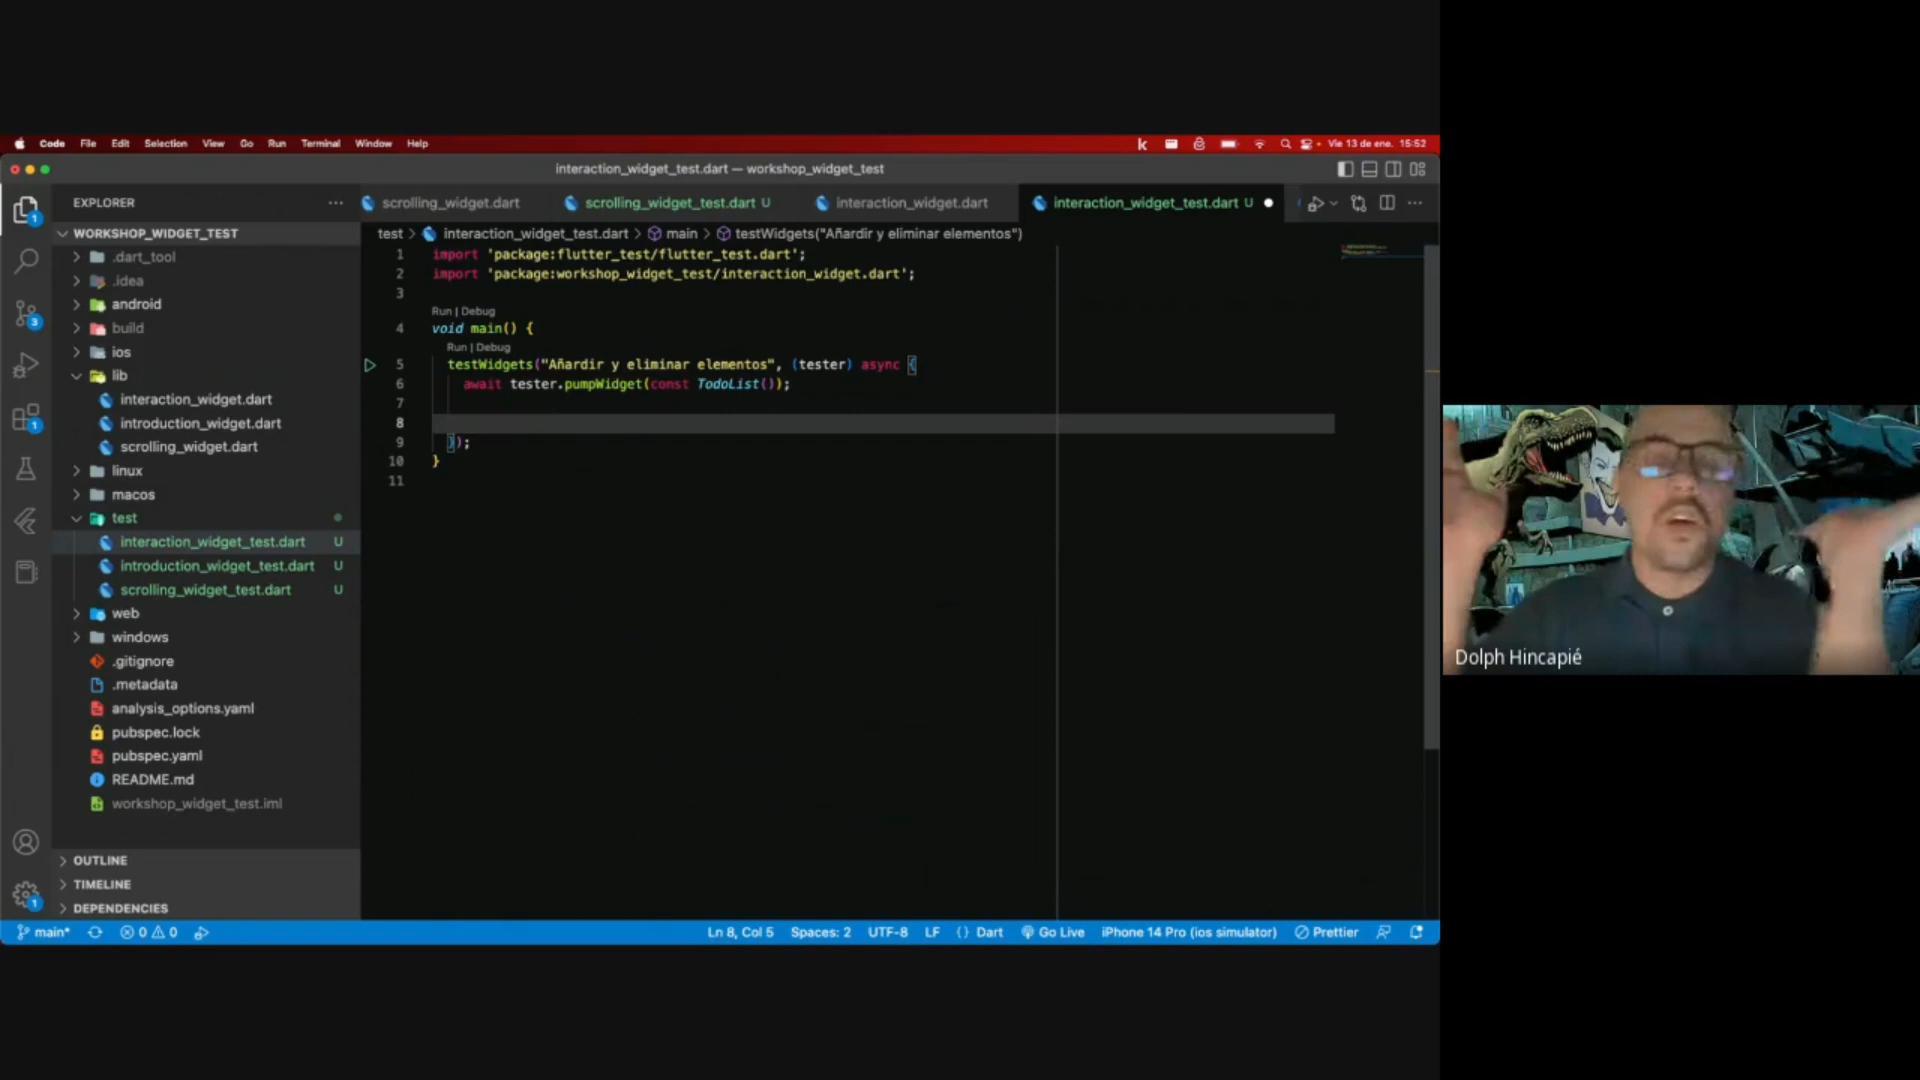 Code File Edit Selection View Go Run Terminal Window Help Vie 13 de ene. 15:52
interaction_widget_test.dart — workshop_widget_test
EXPLORER
scrolling_widget.dart
scrolling_widget_test.dart U
interaction_widget.dart
interaction_widget_test.dart U
test > interaction_widget_test.dart > main > testWidgets("Añardir y eliminar elementos")
WORKSHOP_WIDGET_TEST
.dart_tool
.idea
android
build
ios
lib
interaction_widget.dart
introduction_widget.dart
scrolling_widget.dart
linux
macos
test
interaction_widget_test.dart U
introduction_widget_test.dart U
scrolling_widget_test.dart U
web
windows
.gitignore
.metadata
analysis_options.yaml
pubspec.lock
pubspec.yaml
README.md
workshop_widget_test.iml
OUTLINE
TIMELINE
DEPENDENCIES
1 import 'package:flutter_test/flutter_test.dart';
2 import 'package:workshop_widget_test/interaction_widget.dart';
3
Run | Debug
4 void main() {
Run | Debug
5 testWidgets("Añardir y eliminar elementos", (tester) async {
6 await tester.pumpWidget(const TodoList());
7
8
9 });
10 }
11
1
3
1
1
main* 0 0 Ln 8, Col 5 Spaces: 2 UTF-8 LF {} Dart Go Live iPhone 14 Pro (ios simulator) Prettier
Dolph Hincapié